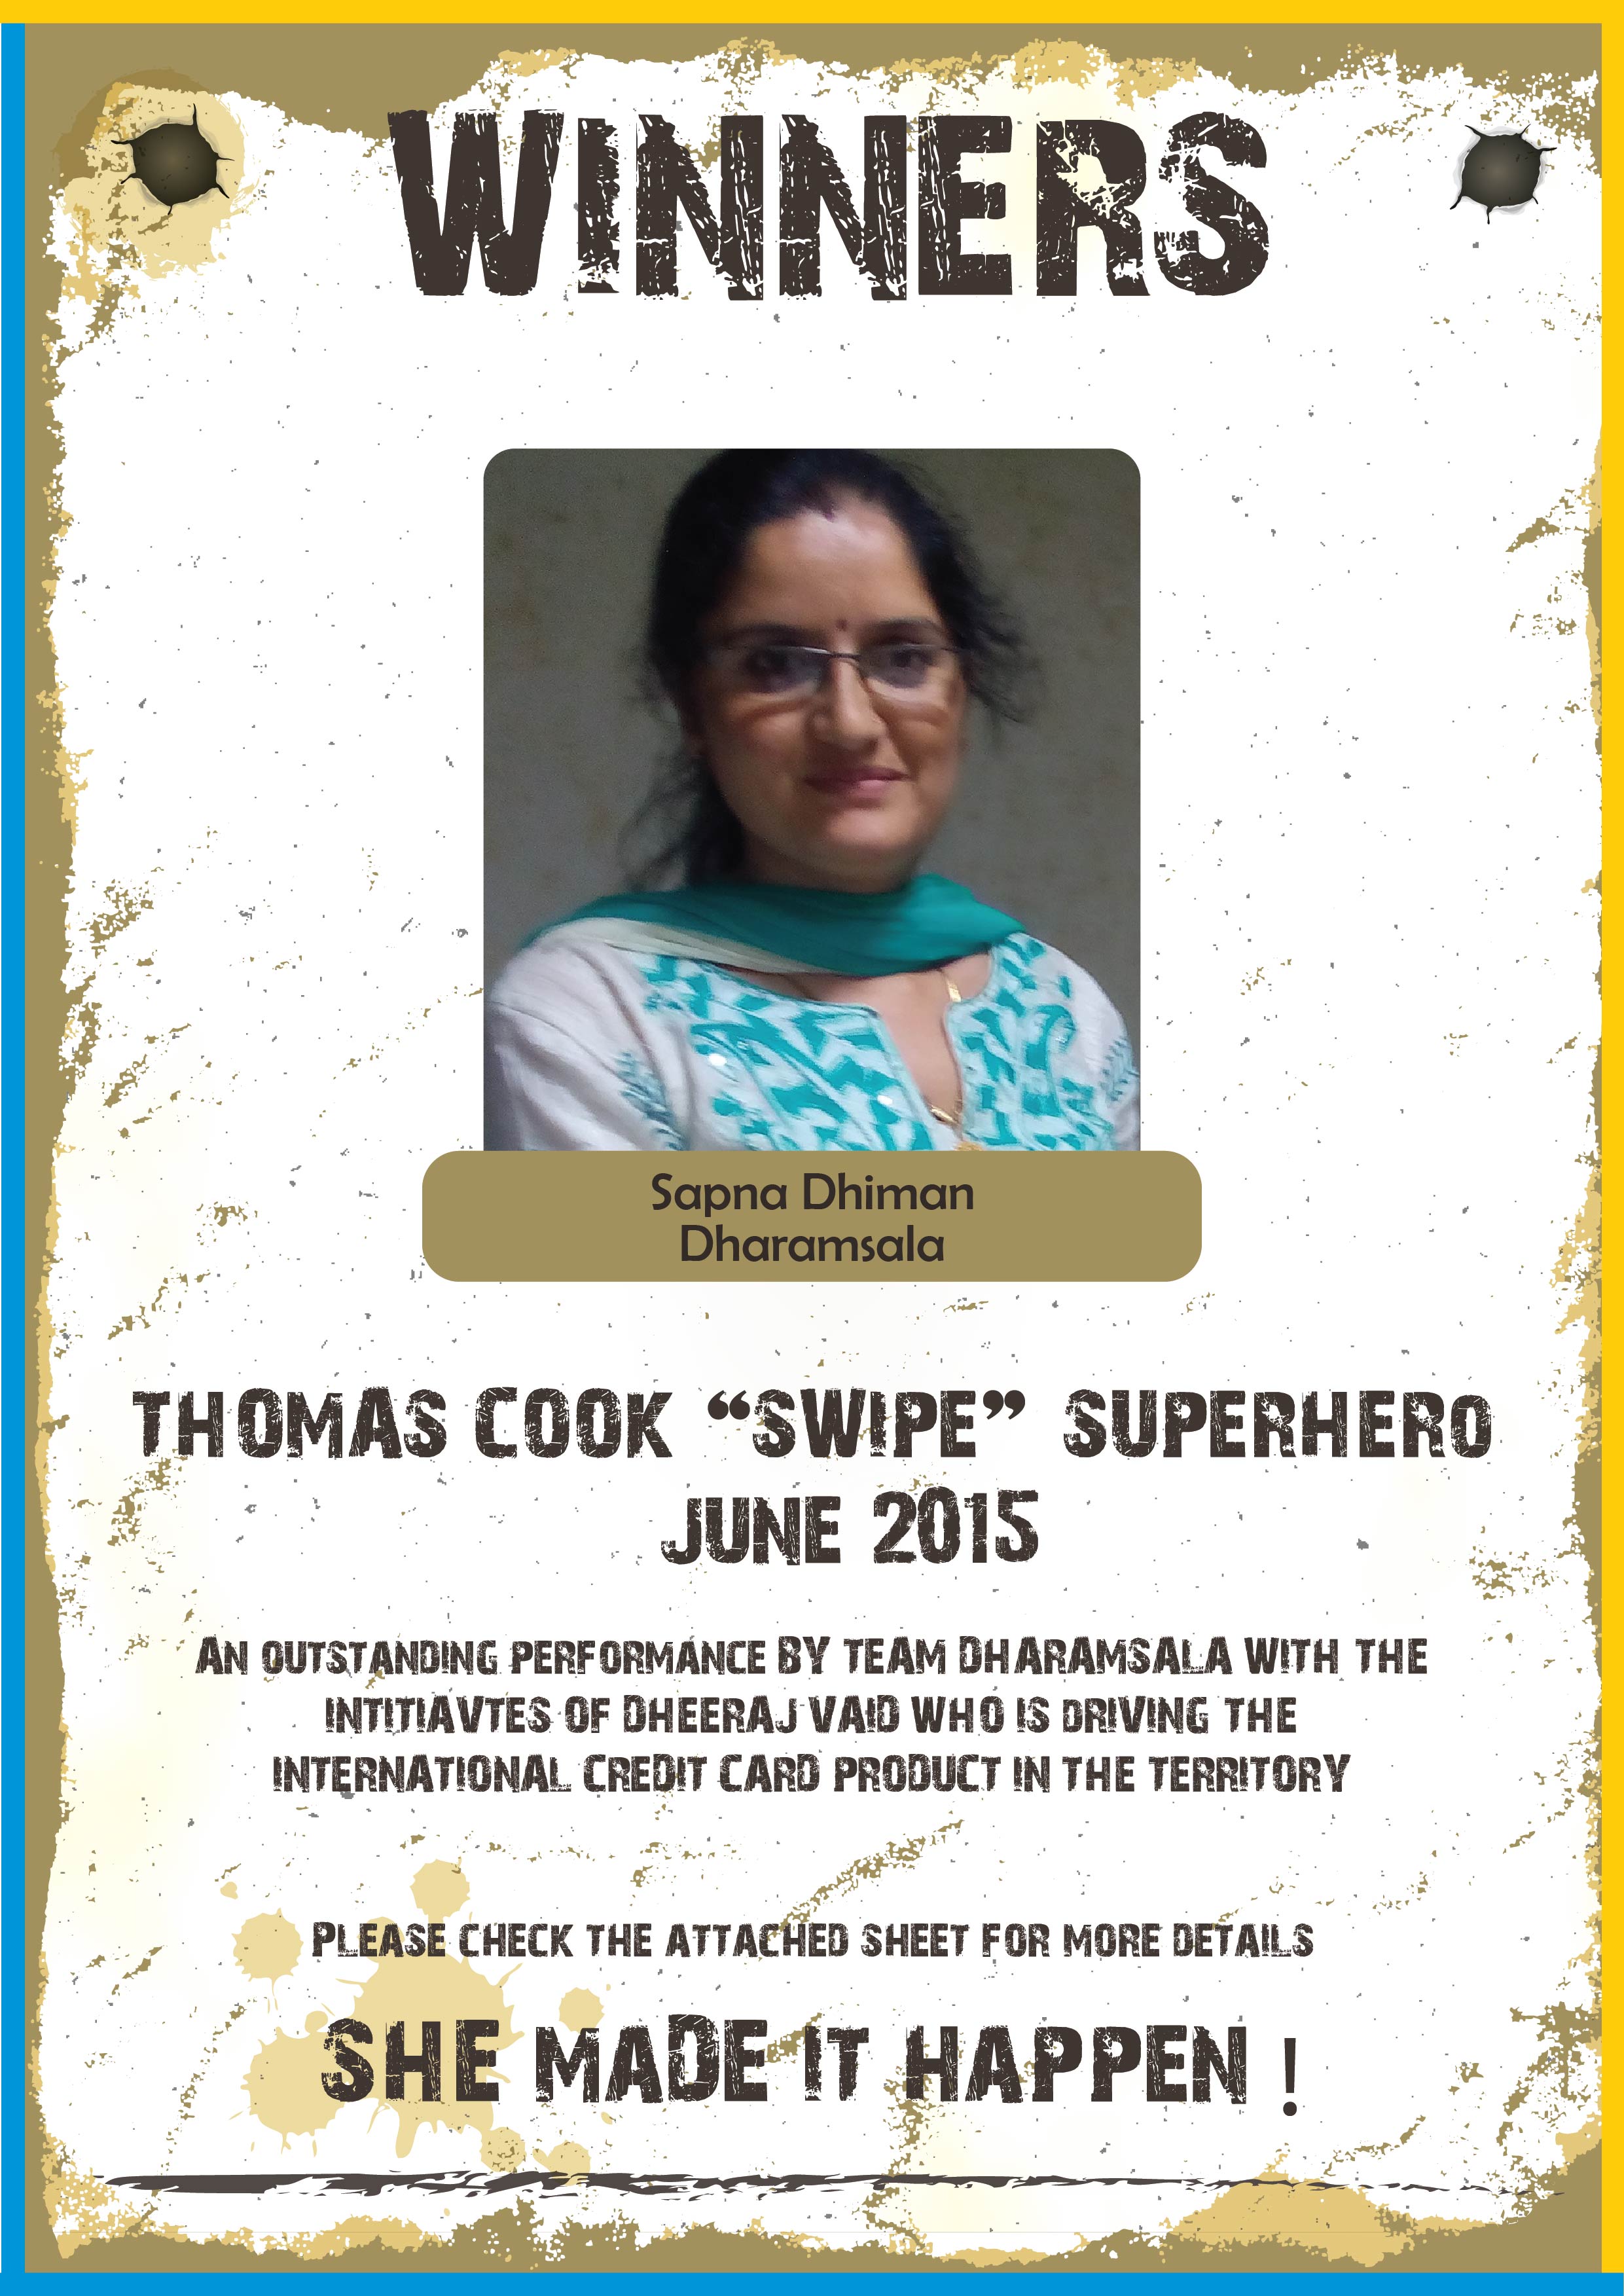 WINNERS
Sapna Dhiman
Dharamsala
THOMAS COOK “SWIPE” SUPERHERO
JUNE 2015
AN OUTSTANDING PERFORMANCE BY TEAM DHARAMSALA WITH THE
INTITIAVTES OF DHEERAJ VAID WHO IS DRIVING THE
INTERNATIONAL CREDIT CARD PRODUCT IN THE TERRITORY
PLEASE CHECK THE ATTACHED SHEET FOR MORE DETAILS
SHE MADE IT HAPPEN !